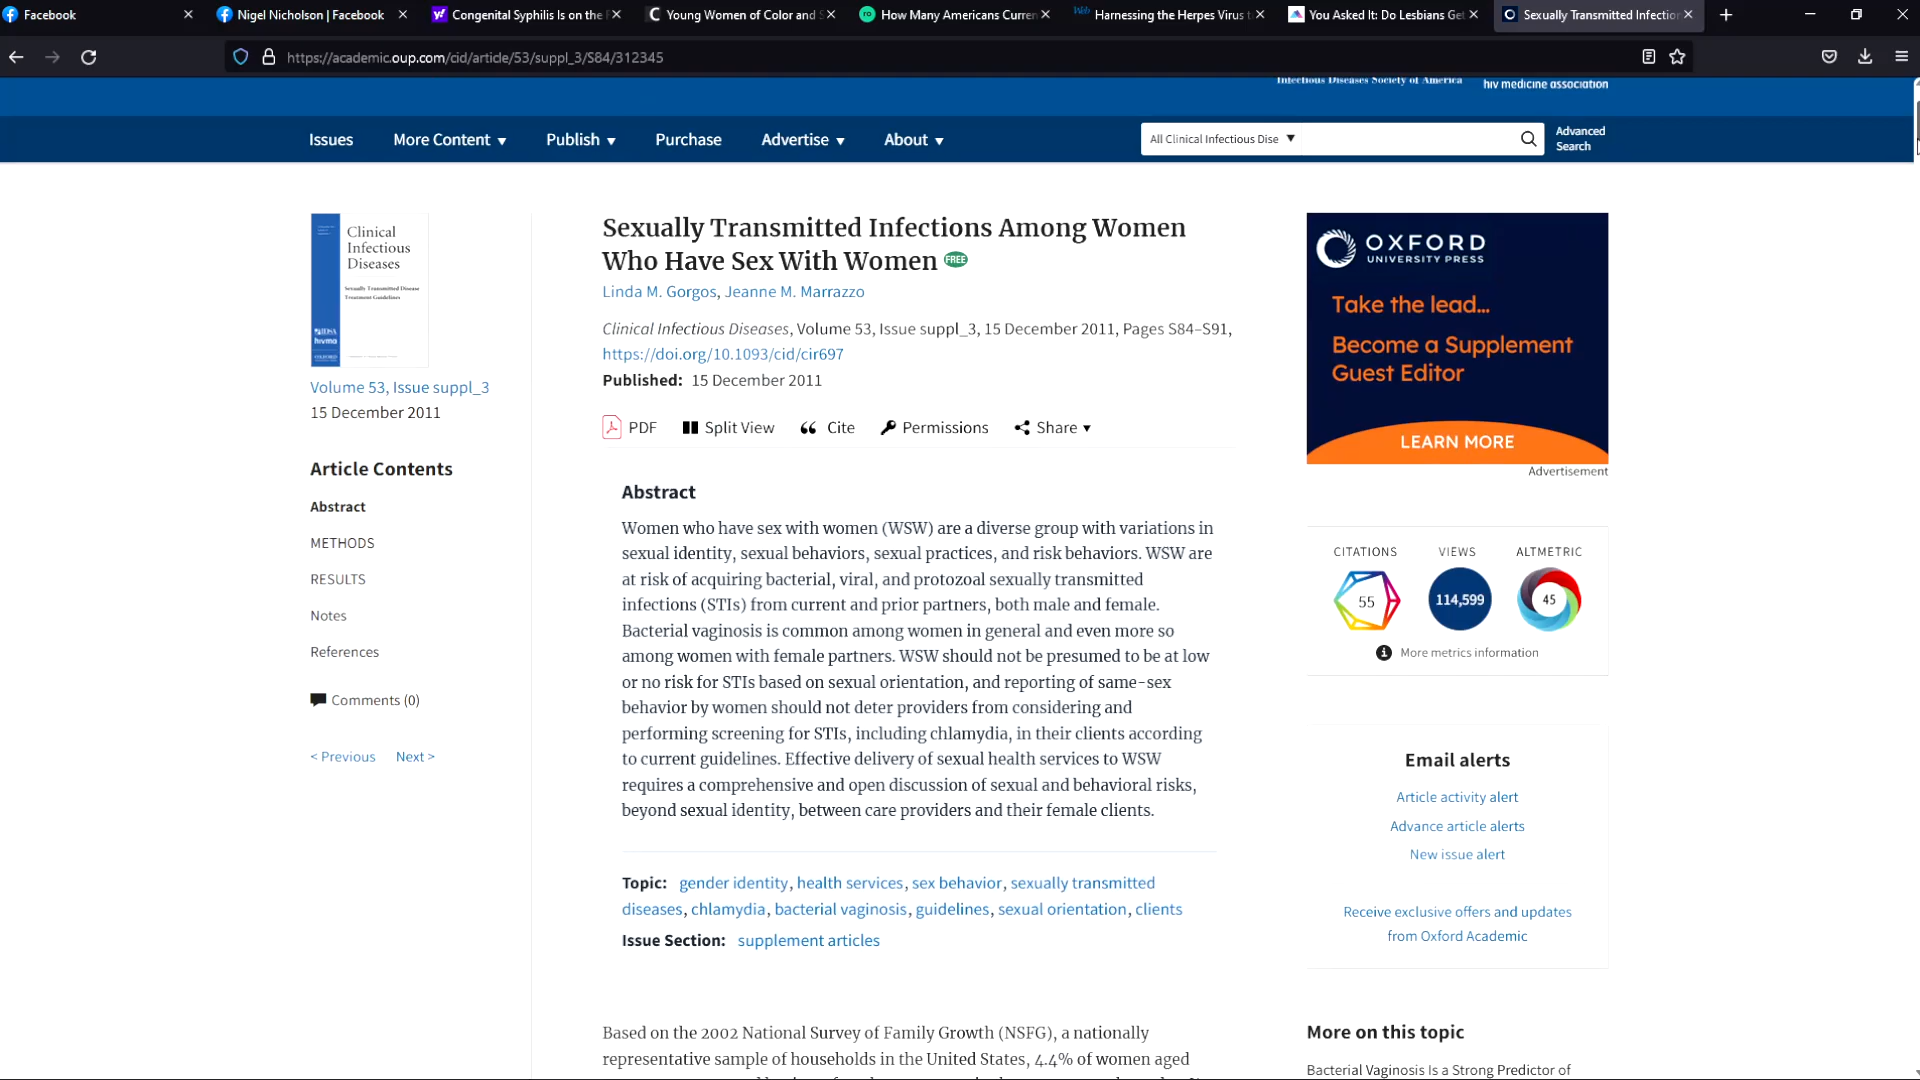 Facebook
Nigel Nicholson | Facebook
Congenital Syphilis Is on the
Young Women of Color and S
How Many Americans Curren
Harnessing the Herpes Virus t
You Asked It: Do Lesbians Get
Sexually Transmitted Infection
https://academic.oup.com/cid/article/53/suppl_3/S84/312345
Infectious Diseases Society of America
hiv medicine association
Issues
More Content
Publish
Purchase
Advertise
About
All Clinical Infectious Dise
Advanced
Search
Clinical
Infectious
Diseases
Sexually Transmitted Disease
Treatment Guidelines
IDSA
hivma
OXFORD
Volume 53, Issue suppl_3
15 December 2011
Article Contents
Abstract
METHODS
RESULTS
Notes
References
Comments (0)
< Previous Next >
Sexually Transmitted Infections Among Women
Who Have Sex With Women FREE
Linda M. Gorgos, Jeanne M. Marrazzo
Clinical Infectious Diseases, Volume 53, Issue suppl_3, 15 December 2011, Pages S84–S91,
https://doi.org/10.1093/cid/cir697
Published: 15 December 2011
PDF Split View Cite Permissions Share
Abstract
Women who have sex with women (WSW) are a diverse group with variations in
sexual identity, sexual behaviors, sexual practices, and risk behaviors. WSW are
at risk of acquiring bacterial, viral, and protozoal sexually transmitted
infections (STIs) from current and prior partners, both male and female.
Bacterial vaginosis is common among women in general and even more so
among women with female partners. WSW should not be presumed to be at low
or no risk for STIs based on sexual orientation, and reporting of same-sex
behavior by women should not deter providers from considering and
performing screening for STIs, including chlamydia, in their clients according
to current guidelines. Effective delivery of sexual health services to WSW
requires a comprehensive and open discussion of sexual and behavioral risks,
beyond sexual identity, between care providers and their female clients.
Topic: gender identity, health services, sex behavior, sexually transmitted
diseases, chlamydia, bacterial vaginosis, guidelines, sexual orientation, clients
Issue Section: supplement articles
Based on the 2002 National Survey of Family Growth (NSFG), a nationally
representative sample of households in the United States, 4.4% of women aged
OXFORD
UNIVERSITY PRESS
Take the lead...
Become a Supplement
Guest Editor
LEARN MORE
Advertisement
CITATIONS VIEWS ALTMETRIC
55 114,599 45
More metrics information
Email alerts
Article activity alert
Advance article alerts
New issue alert
Receive exclusive offers and updates
from Oxford Academic
More on this topic
Bacterial Vaginosis Is a Strong Predictor of